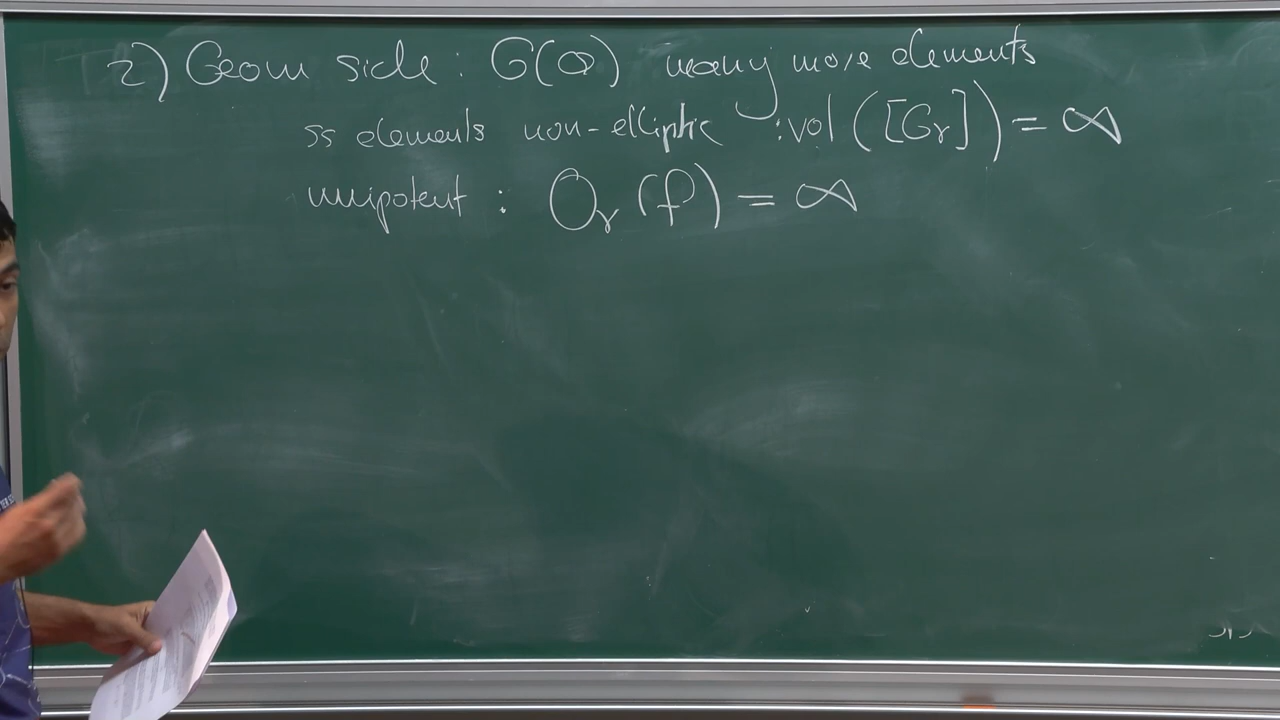 2) Geom side : G(Q) many more elements
ss elements non-elliptic : vol([Gγ]) = ∞
unipotent : Oγ(f) = ∞